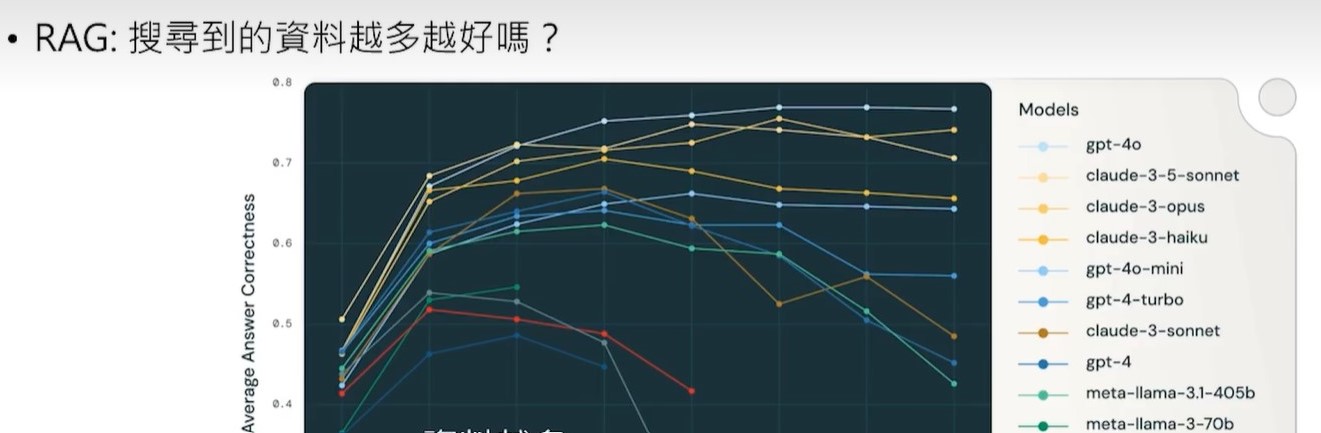 • RAG: 搜尋到的資料越多越好嗎？
0.8
0.7
0.6
0.5
0.4
Average Answer Correctness
Models
gpt-4o
claude-3-5-sonnet
claude-3-opus
claude-3-haiku
gpt-4o-mini
gpt-4-turbo
claude-3-sonnet
gpt-4
meta-llama-3.1-405b
meta-llama-3-70b